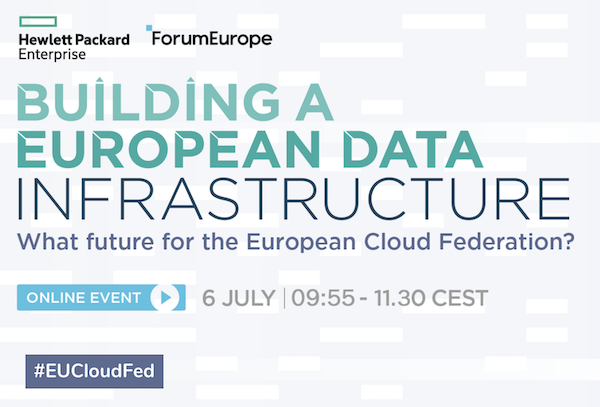 Hewlett Packard
Enterprise
ForumEurope
BUILDING A
EUROPEAN DATA
INFRASTRUCTURE
What future for the European Cloud Federation?
ONLINE EVENT
6 JULY | 09:55 - 11.30 CEST
#EUCloudFed